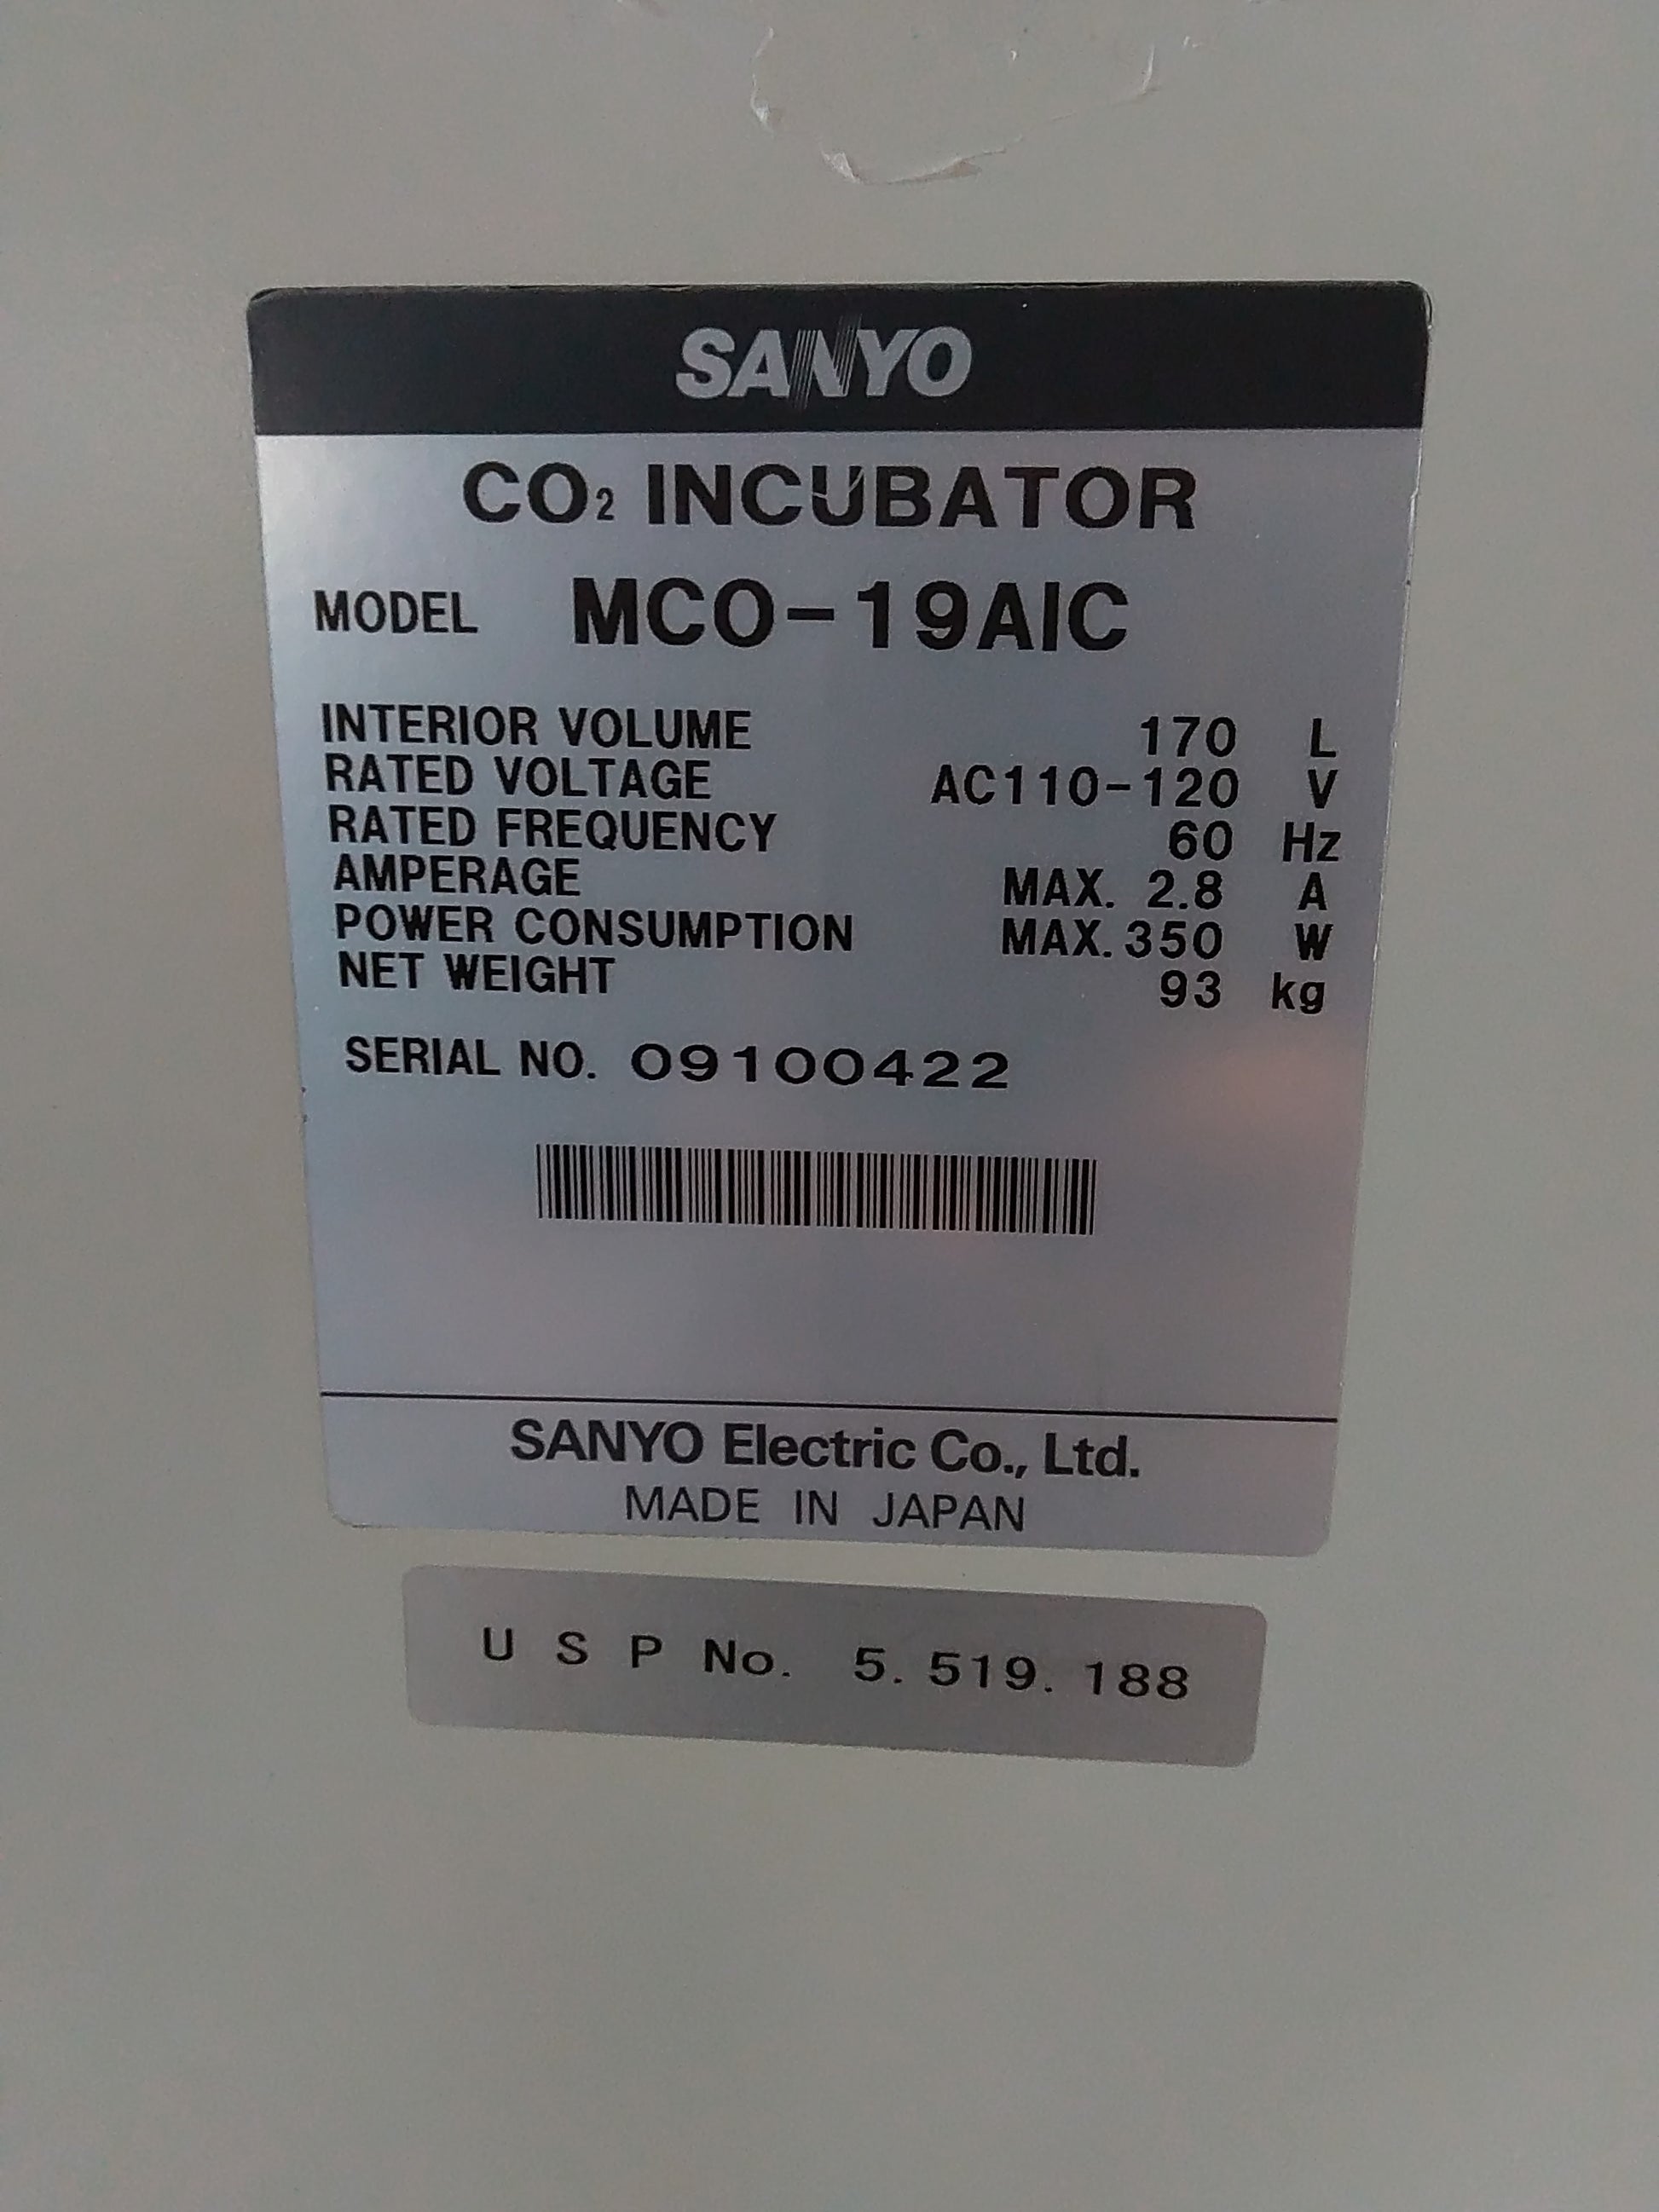 SANYO
CO₂ INCUBATOR
MODEL MCO-19AIC
INTERIOR VOLUME 170 L
RATED VOLTAGE AC110-120 V
RATED FREQUENCY 60 Hz
AMPERAGE MAX. 2.8 A
POWER CONSUMPTION MAX. 350 W
NET WEIGHT 93 kg
SERIAL NO. 09100422
SANYO Electric Co., Ltd.
MADE IN JAPAN
U S P No. 5. 519. 188